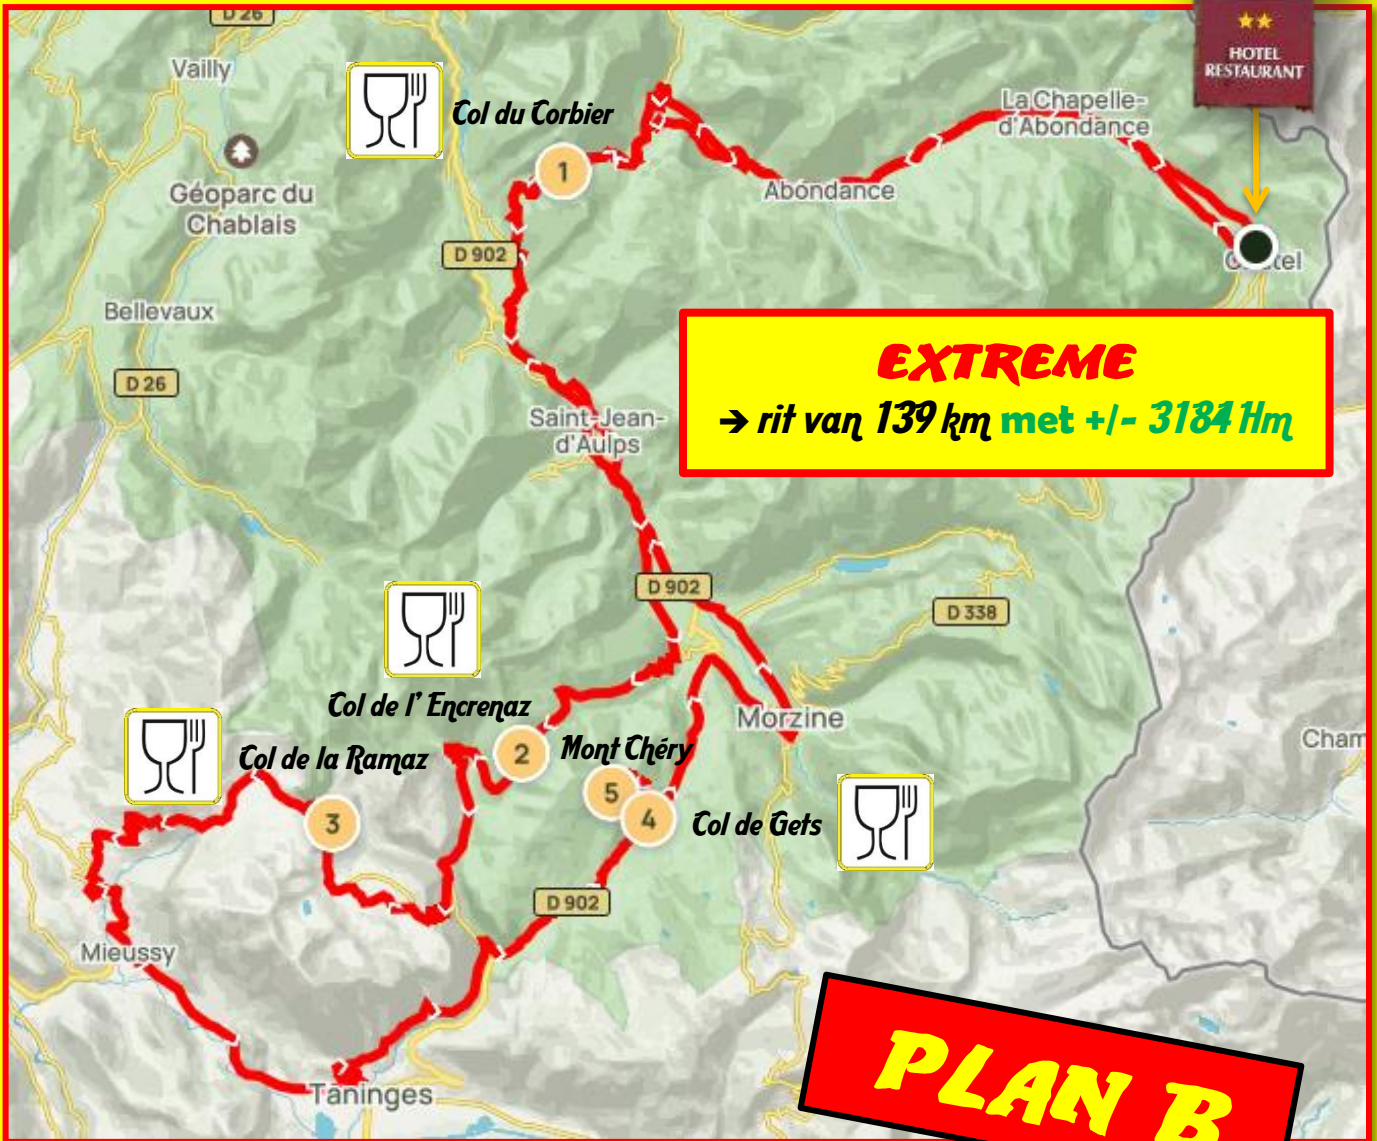 D 26
HOTEL
RESTAURANT
Vailly
La Chapelle-
d'Abondance
Col du Corbier
1
Géoparc du
Chablais
Abondance
D 902
Bellevaux
EXTREME
→ rit van 139 km met +/- 3184 Hm
D 26
Saint-Jean-
d'Aulps
D 902
D 338
Col de l' Encrenaz
Morzine
Col de la Ramaz
2
Mont Chéry
Cham
5
3
4
Col de Gets
D 902
Mieussy
PLAN B
Taninges